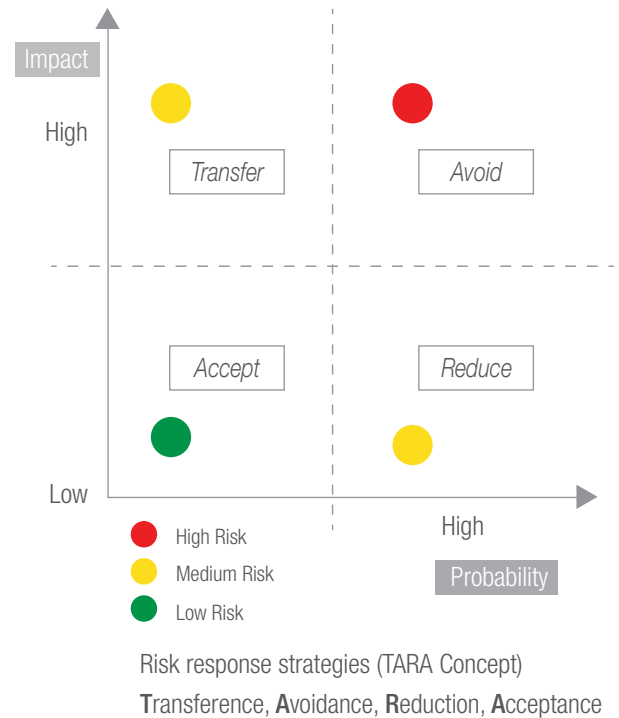 Impact
High
Transfer
Avoid
Accept
Reduce
Low
High
High Risk
Medium Risk
Probability
Low Risk
Risk response strategies (TARA Concept)
Transference, Avoidance, Reduction, Acceptance